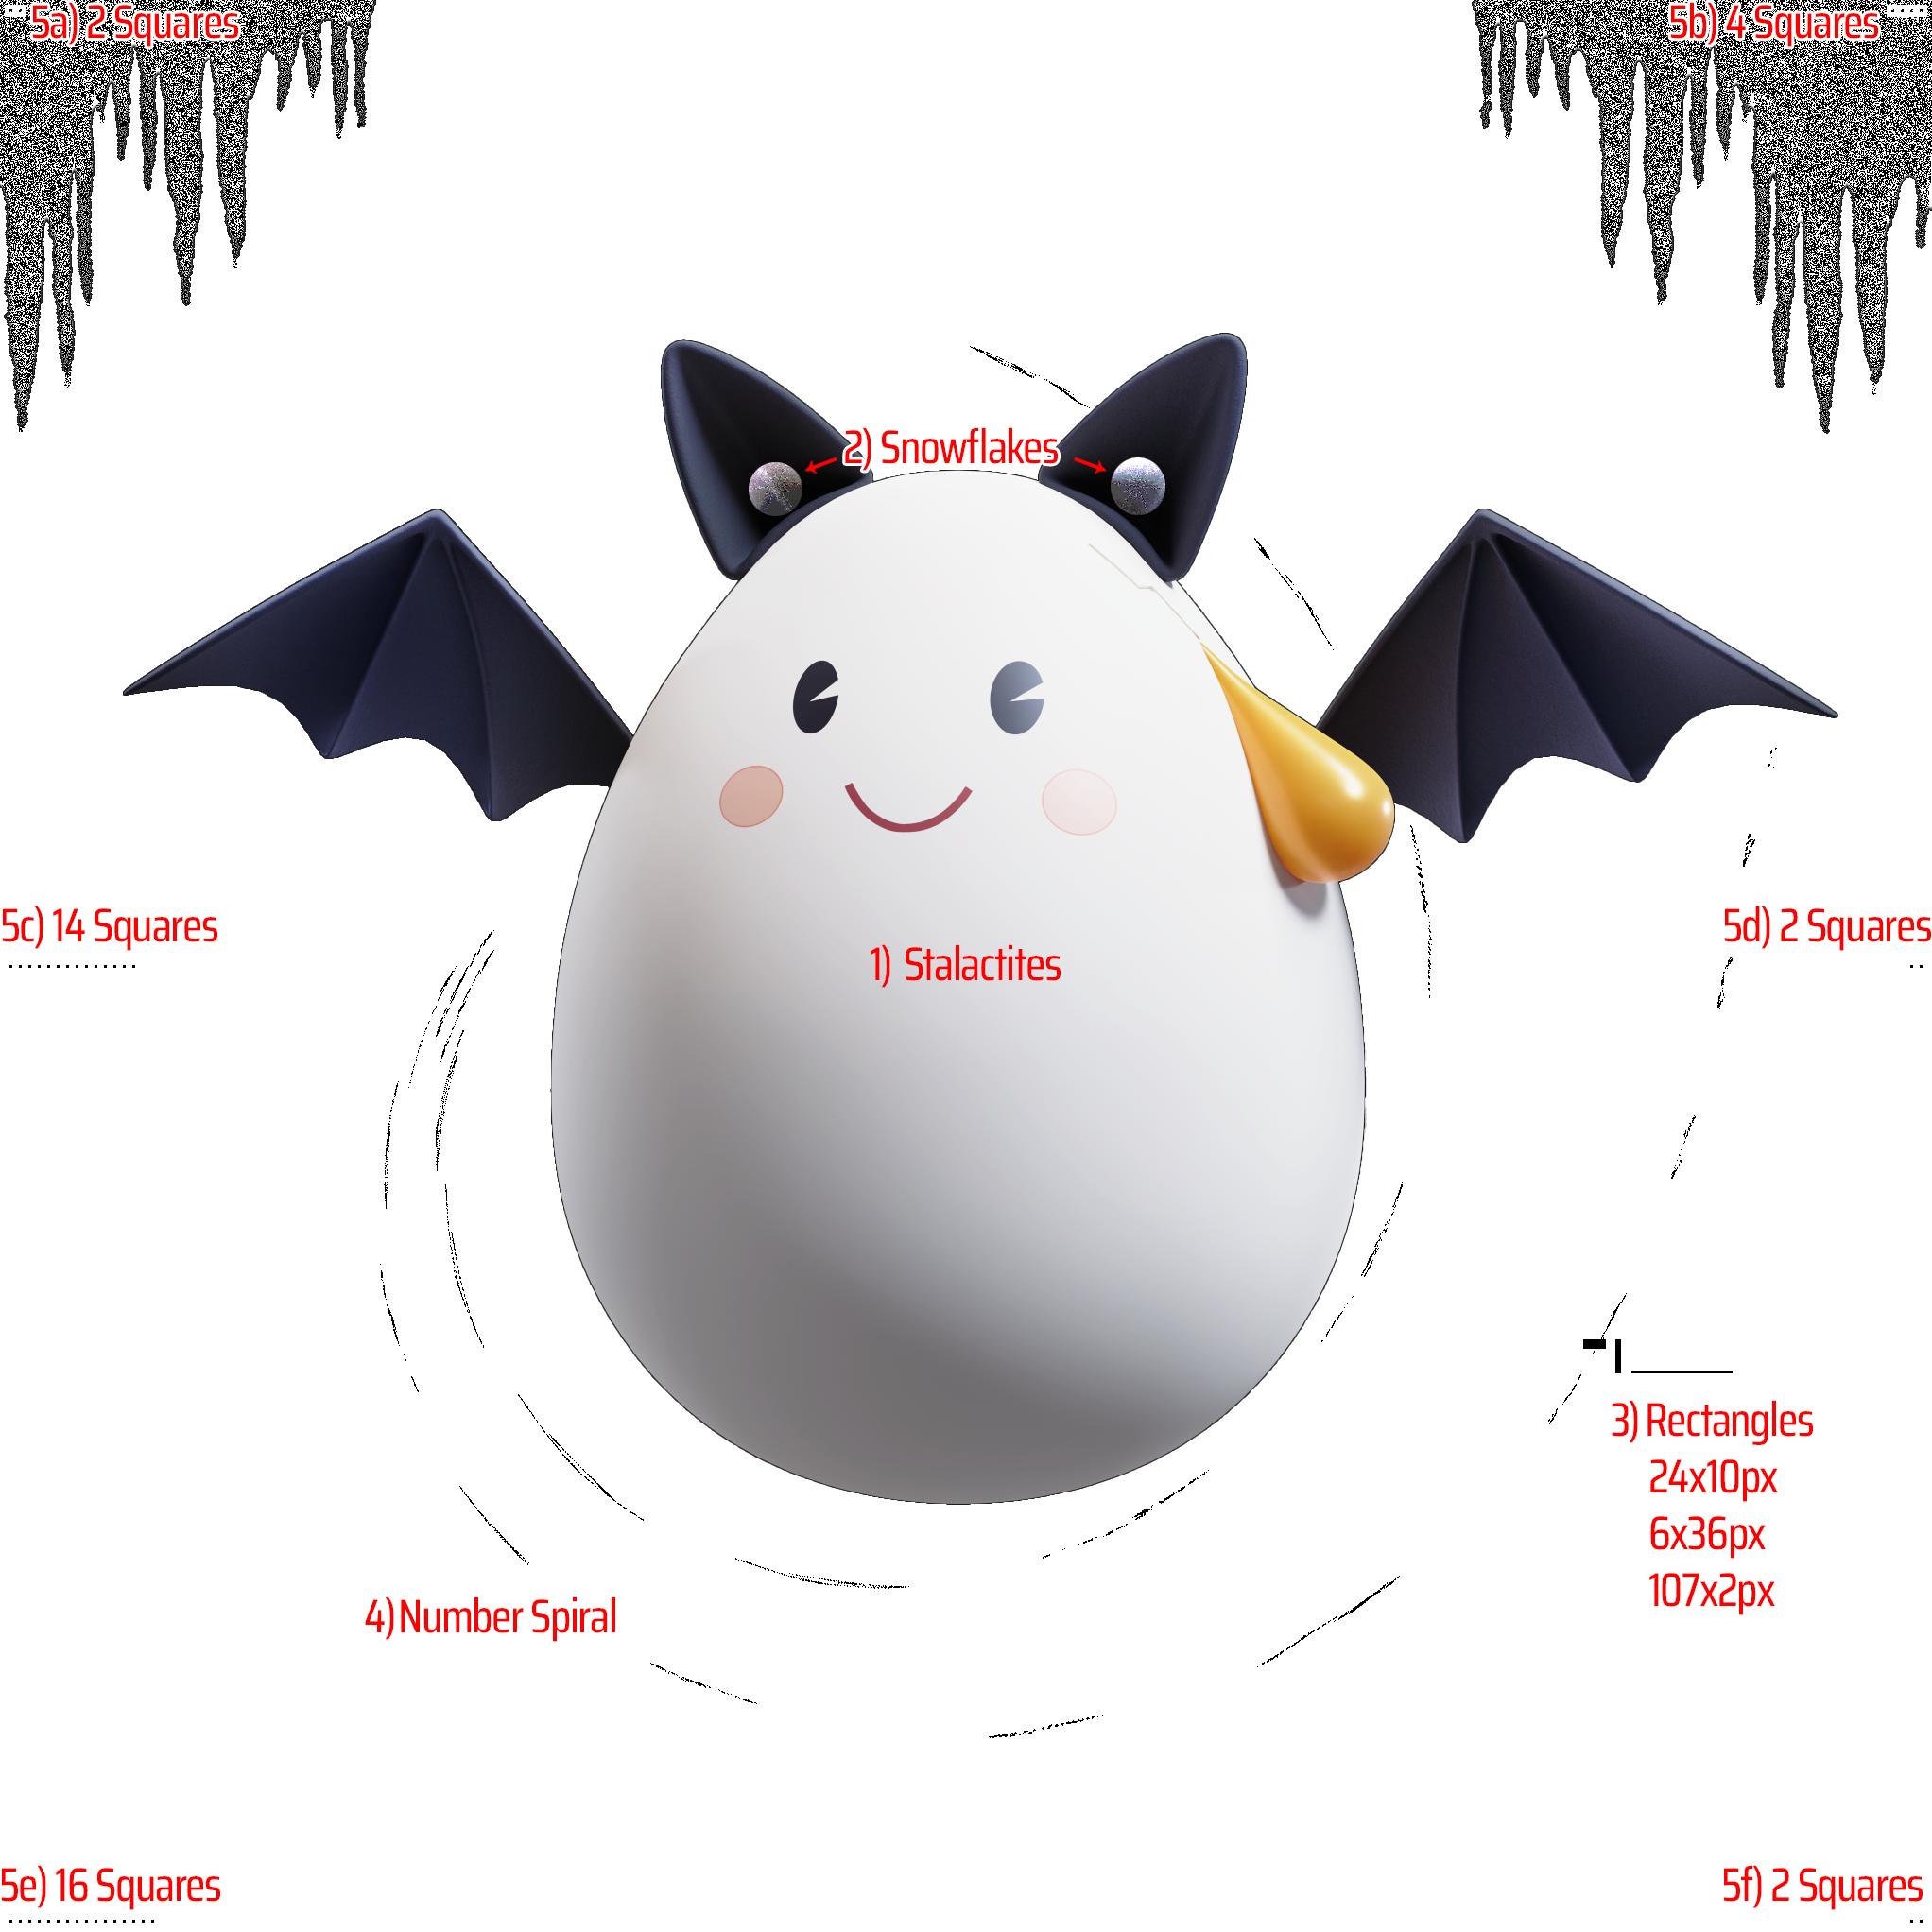 5a) 2 Squares
5b) 4 Squares
2) Snowflakes
5c) 14 Squares
5d) 2 Squares
1) Stalactites
3) Rectangles
24x10px
6x36px
107x2px
4) Number Spiral
5e) 16 Squares
5f) 2 Squares